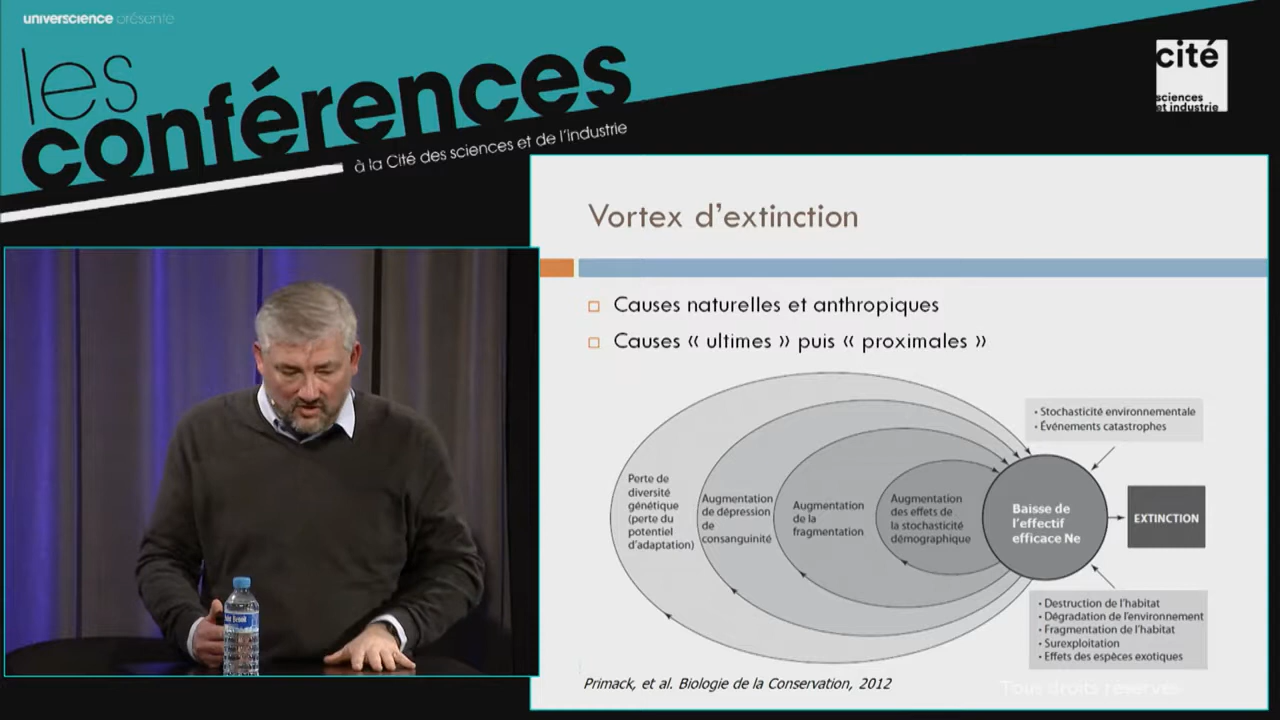 universcience présente
les
conférences
à la Cité des sciences et de l'industrie
cité
sciences
et industrie
Vortex d'extinction
Causes naturelles et anthropiques
Causes « ultimes » puis « proximales »
• Stochasticité environnementale
• Événements catastrophes
Perte de
diversité
génétique
(perte du
potentiel
d'adaptation)
Augmentation
de dépression
de
consanguinité
Augmentation
de la
fragmentation
Augmentation
des effets de
la stochasticité
démographique
Baisse de
l'effectif
efficace Ne
EXTINCTION
• Destruction de l'habitat
• Dégradation de l'environnement
• Fragmentation de l'habitat
• Surexploitation
• Effets des espèces exotiques
Primack, et al. Biologie de la Conservation, 2012
Tous droits réservés